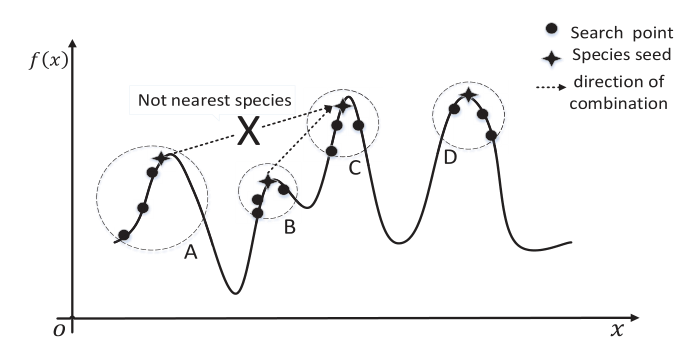 Search point
Species seed
direction of
combination
f(x)
Not nearest species
X
A
B
C
D
O
x